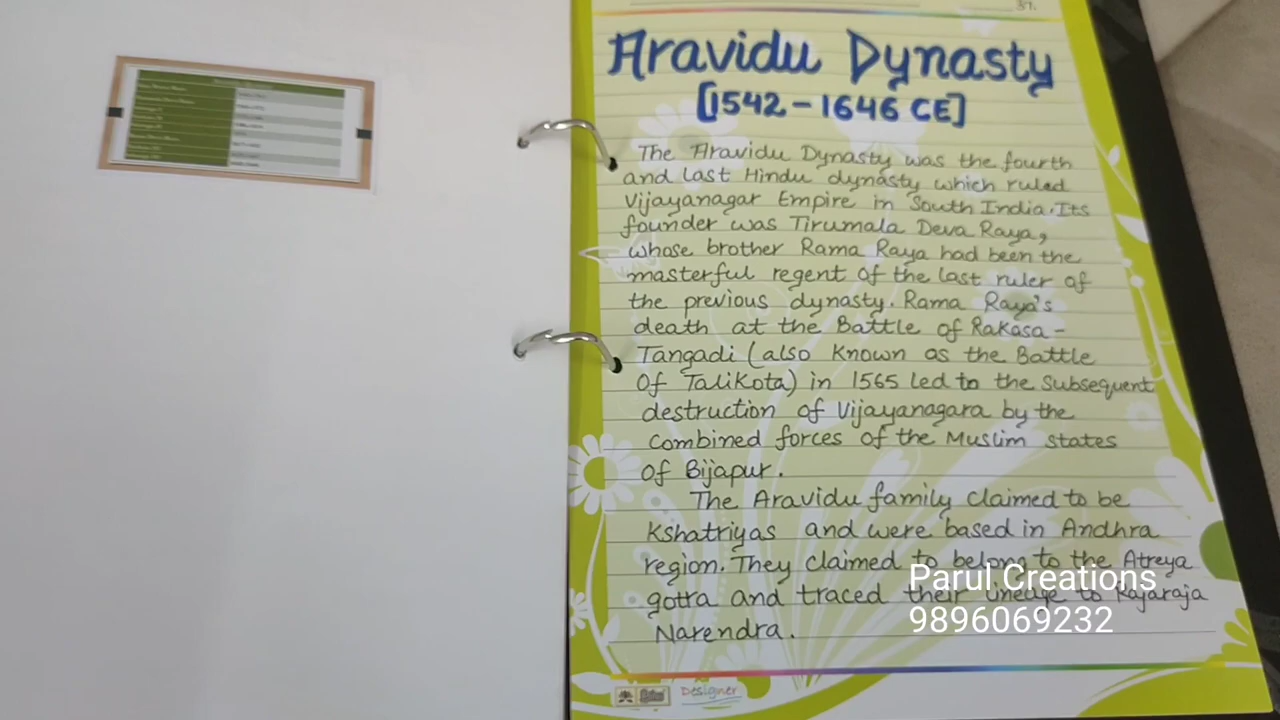 37.
Aravidu Dynasty
[1542 - 1646 CE]
The Aravidu Dynasty was the fourth
and last Hindu dynasty which ruled
Vijayanagar Empire in South India. Its
founder was Tirumala Deva Raya,
whose brother Rama Raya had been the
masterful regent of the last ruler of
the previous dynasty. Rama Raya's
death at the Battle of Rakasa-
Tangadi (also known as the Battle
of Talikota) in 1565 led to the subsequent
destruction of Vijayanagara by the
combined forces of the Muslim states
of Bijapur.
The Aravidu family claimed to be
Kshatriyas and were based in Andhra
region. They claimed to belong to the Atreya
gotra and traced their lineage to Rajaraja
Narendra.
Parul Creations
9896069232
Designer